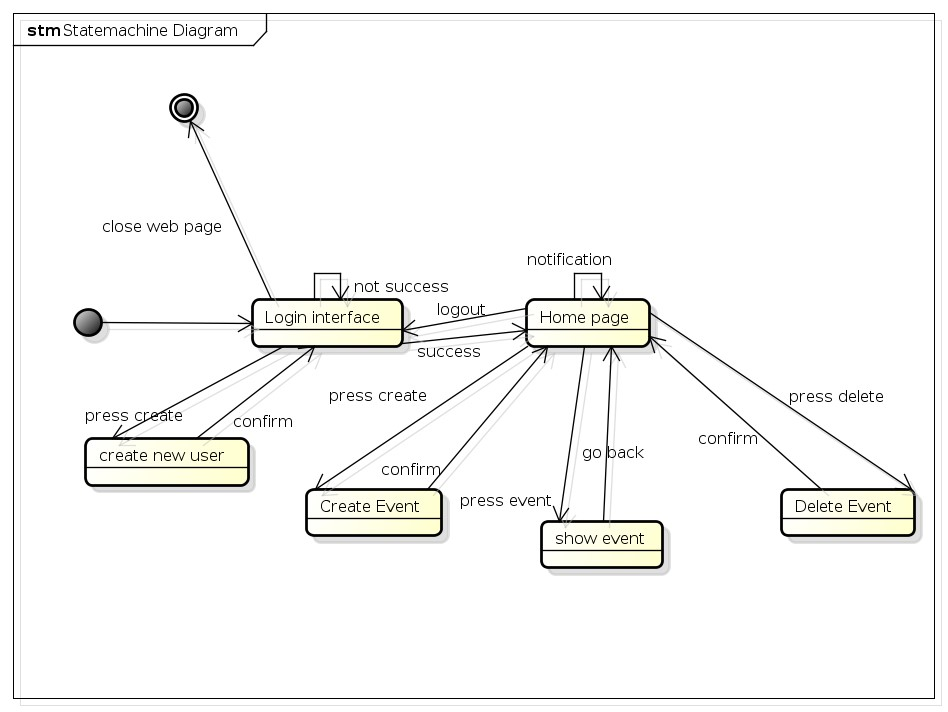 stm Statemachine Diagram
close web page
notification
not success
logout
Login interface
Home page
success
press create
press delete
press create
confirm
confirm
create new user
go back
confirm
press event
Create Event
Delete Event
show event